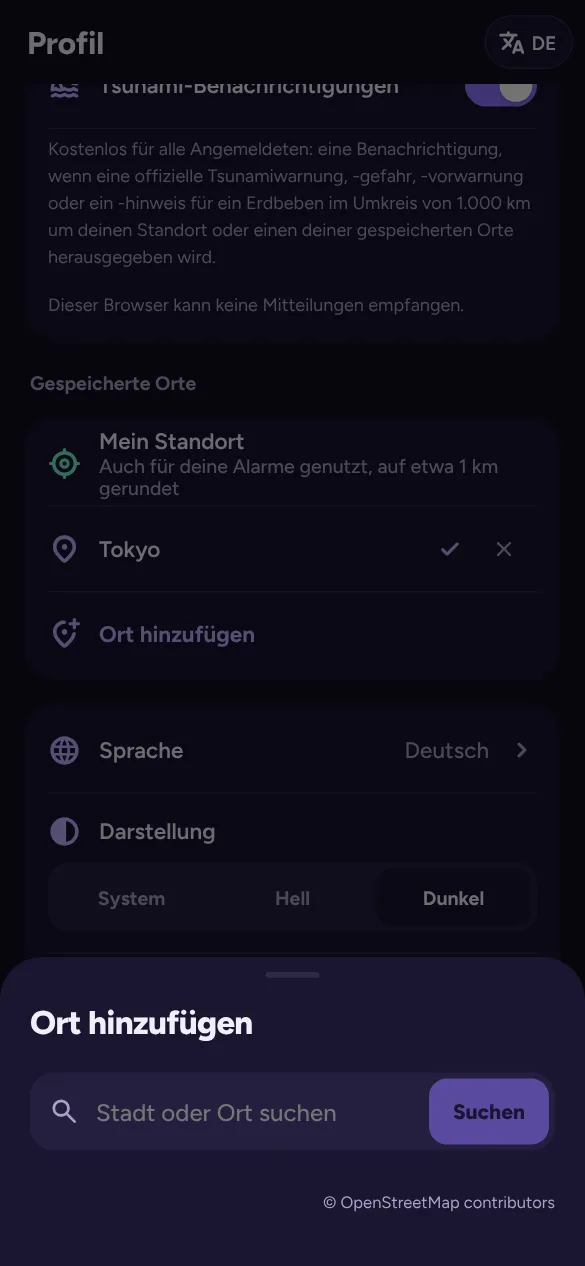 Profil
DE
Tsunami-Benachrichtigungen
Kostenlos für alle Angemeldeten: eine Benachrichtigung,
wenn eine offizielle Tsunamiwarnung, -gefahr, -vorwarnung
oder ein -hinweis für ein Erdbeben im Umkreis von 1.000 km
um deinen Standort oder einen deiner gespeicherten Orte
herausgegeben wird.
Dieser Browser kann keine Mitteilungen empfangen.
Gespeicherte Orte
Mein Standort
Auch für deine Alarme genutzt, auf etwa 1 km
gerundet
Tokyo
Ort hinzufügen
Sprache
Deutsch
Darstellung
System
Hell
Dunkel
Ort hinzufügen
Stadt oder Ort suchen
Suchen
© OpenStreetMap contributors